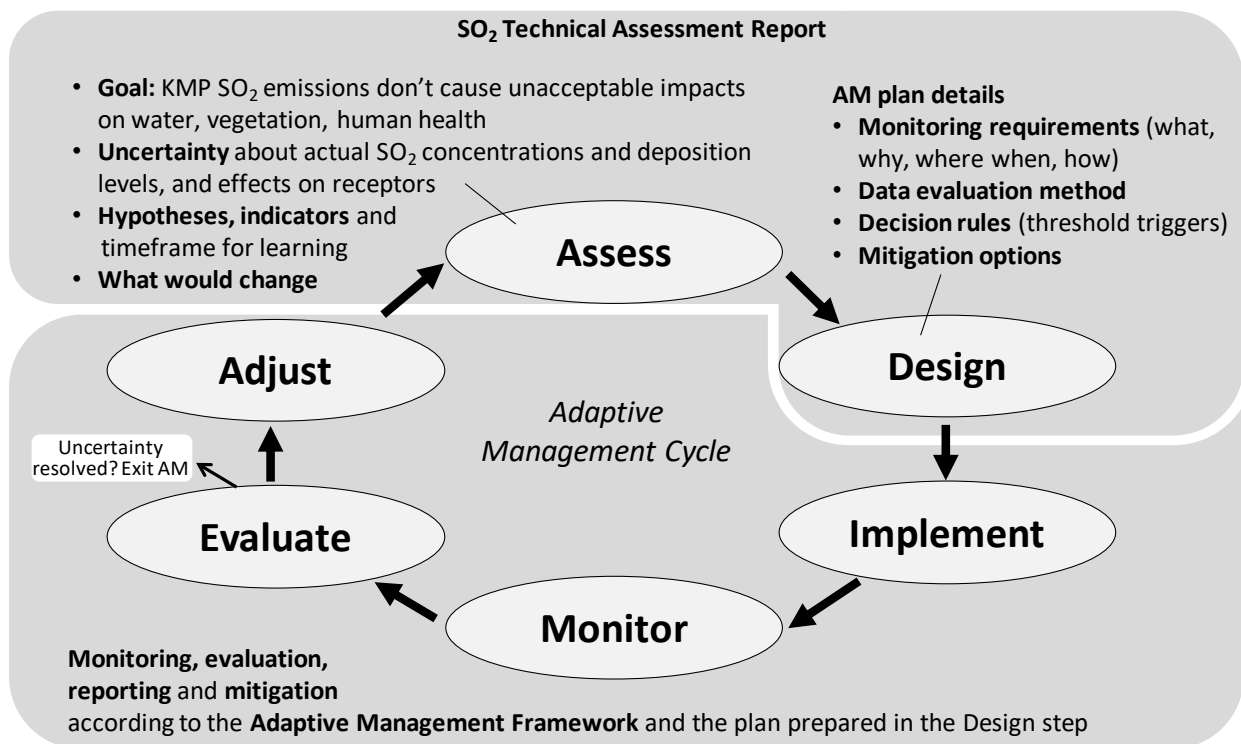 SO₂ Technical Assessment Report
• Goal: KMP SO₂ emissions don't cause unacceptable impacts
on water, vegetation, human health
• Uncertainty about actual SO₂ concentrations and deposition
levels, and effects on receptors
• Hypotheses, indicators and
timeframe for learning
• What would change
AM plan details
• Monitoring requirements (what,
why, where when, how)
• Data evaluation method
• Decision rules (threshold triggers)
• Mitigation options
Assess
Design
Implement
Monitor
Evaluate
Adjust
Uncertainty
resolved? Exit AM
Adaptive
Management Cycle
Monitoring, evaluation,
reporting and mitigation
according to the Adaptive Management Framework and the plan prepared in the Design step